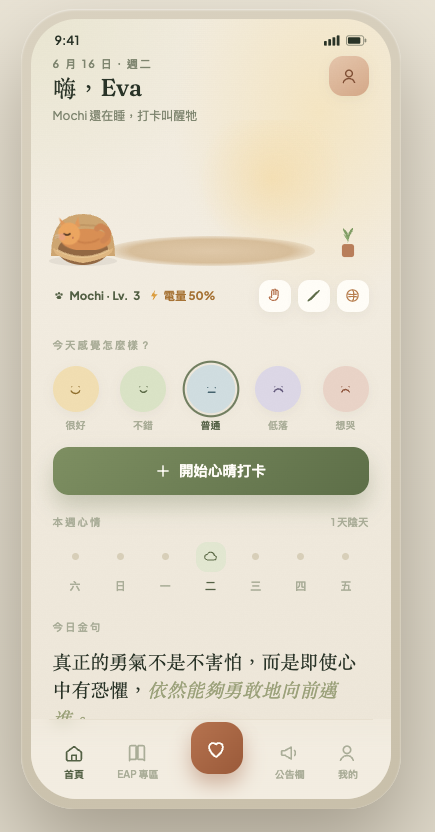 9:41
6 月 16 日 · 週二
嗨，Eva
Mochi 還在睡，打卡叫醒牠
Mochi · Lv. 3 電量 50%
今天感覺怎麼樣？
很好 不錯 普通 低落 想哭
＋ 開始心晴打卡
本週心情 1 天陰天
六 日 一 二 三 四 五
今日金句
真正的勇氣不是不害怕，而是即使心
中有恐懼，依然能夠勇敢地向前邁
進。
首頁 EAP 專區 公告欄 我的